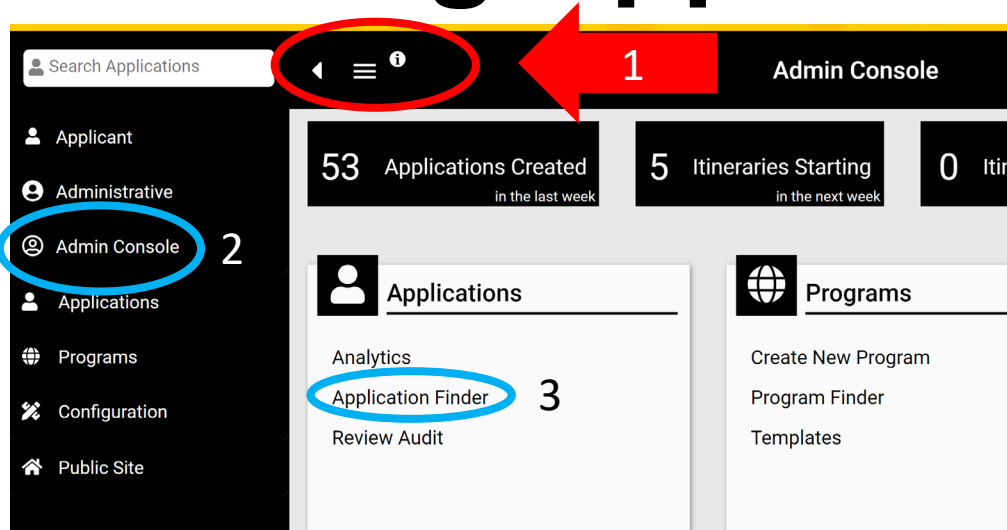 Search Applications
1
Admin Console
Applicant
Administrative
Admin Console
2
Applications
Programs
Configuration
Public Site
53 Applications Created
in the last week
5 Itineraries Starting
in the next week
0
Applications
Analytics
Application Finder
3
Review Audit
Programs
Create New Program
Program Finder
Templates